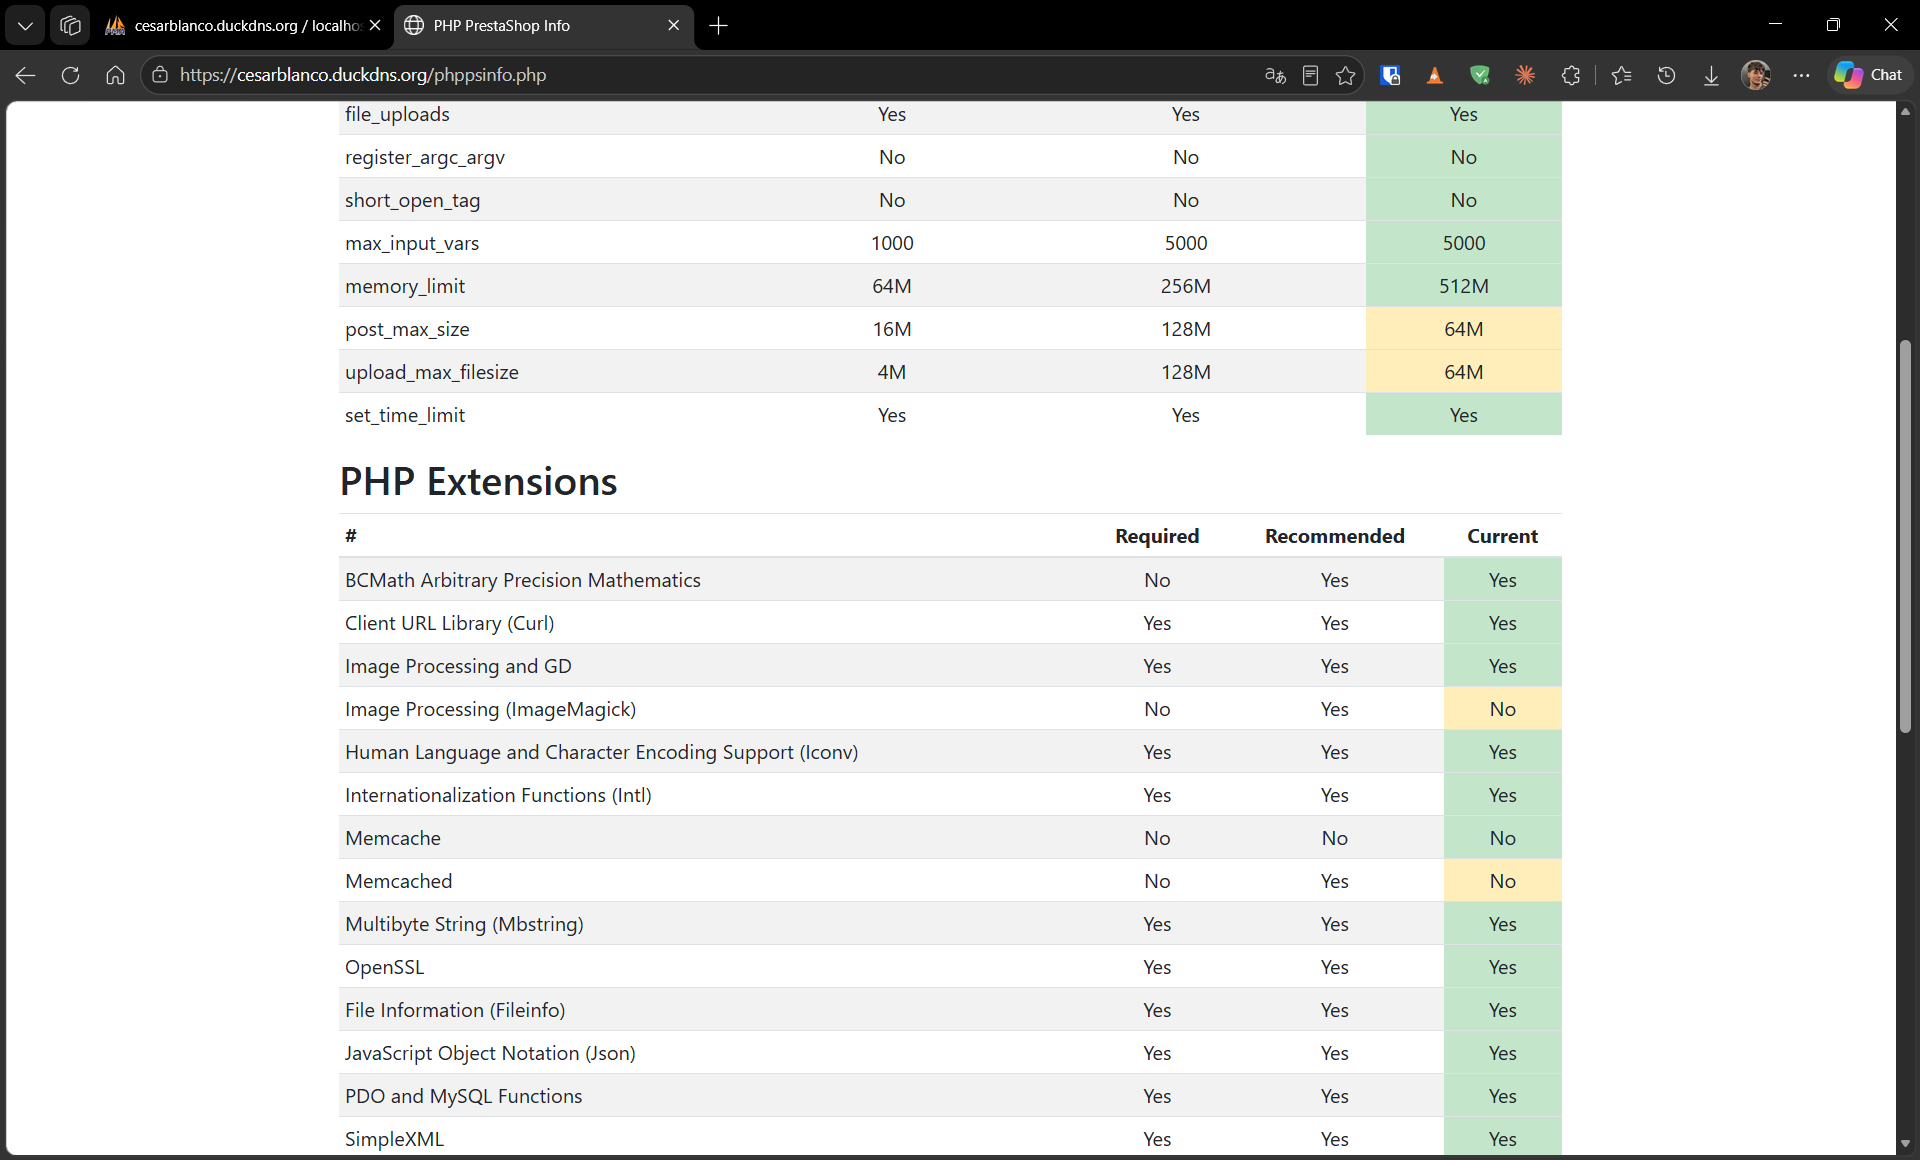 cesarblanco.duckdns.org / localho
PHP PrestaShop Info
https://cesarblanco.duckdns.org/phppsinfo.php
Chat
file_uploads Yes Yes Yes
register_argc_argv No No No
short_open_tag No No No
max_input_vars 1000 5000 5000
memory_limit 64M 256M 512M
post_max_size 16M 128M 64M
upload_max_filesize 4M 128M 64M
set_time_limit Yes Yes Yes
PHP Extensions
# Required Recommended Current
BCMath Arbitrary Precision Mathematics No Yes Yes
Client URL Library (Curl) Yes Yes Yes
Image Processing and GD Yes Yes Yes
Image Processing (ImageMagick) No Yes No
Human Language and Character Encoding Support (Iconv) Yes Yes Yes
Internationalization Functions (Intl) Yes Yes Yes
Memcache No No No
Memcached No Yes No
Multibyte String (Mbstring) Yes Yes Yes
OpenSSL Yes Yes Yes
File Information (Fileinfo) Yes Yes Yes
JavaScript Object Notation (Json) Yes Yes Yes
PDO and MySQL Functions Yes Yes Yes
SimpleXML Yes Yes Yes